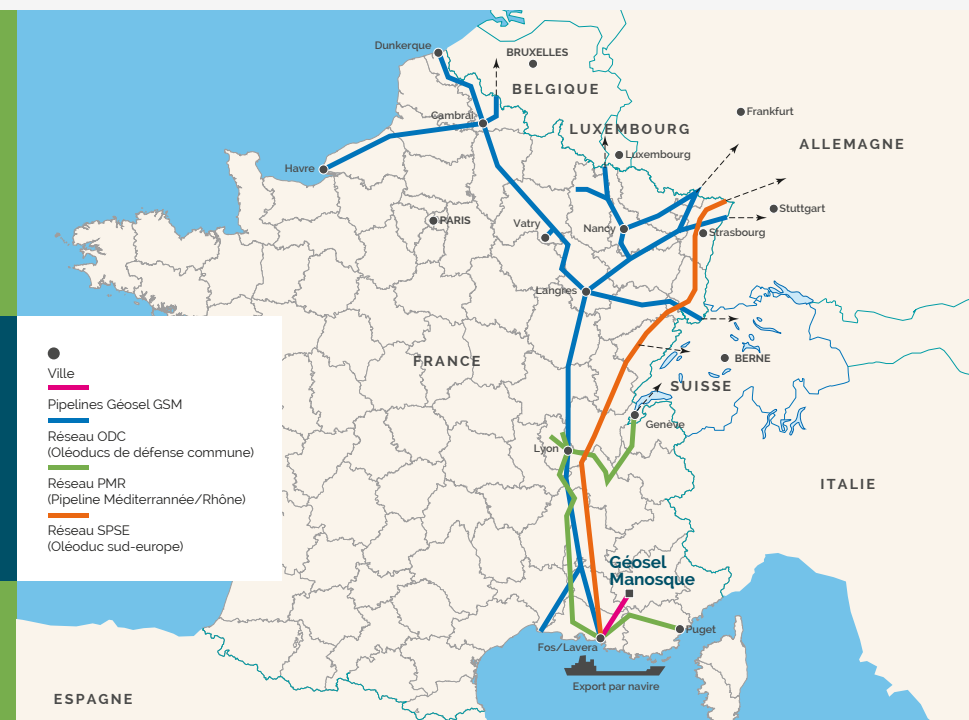 Dunkerque
BRUXELLES
BELGIQUE
Cambrai
LUXEMBOURG
Frankfurt
ALLEMAGNE
Luxembourg
Havre
PARIS
Vatry
Nancy
Stuttgart
Strasbourg
Langres
FRANCE
BERNE
SUISSE
Genève
Lyon
ITALIE
Géosel
Manosque
Puget
Fos/Lavera
Export par navire
ESPAGNE
Ville
Pipelines Géosel GSM
Réseau ODC
(Oléoducs de défense commune)
Réseau PMR
(Pipeline Méditerrannée/Rhône)
Réseau SPSE
(Oléoduc sud-europe)